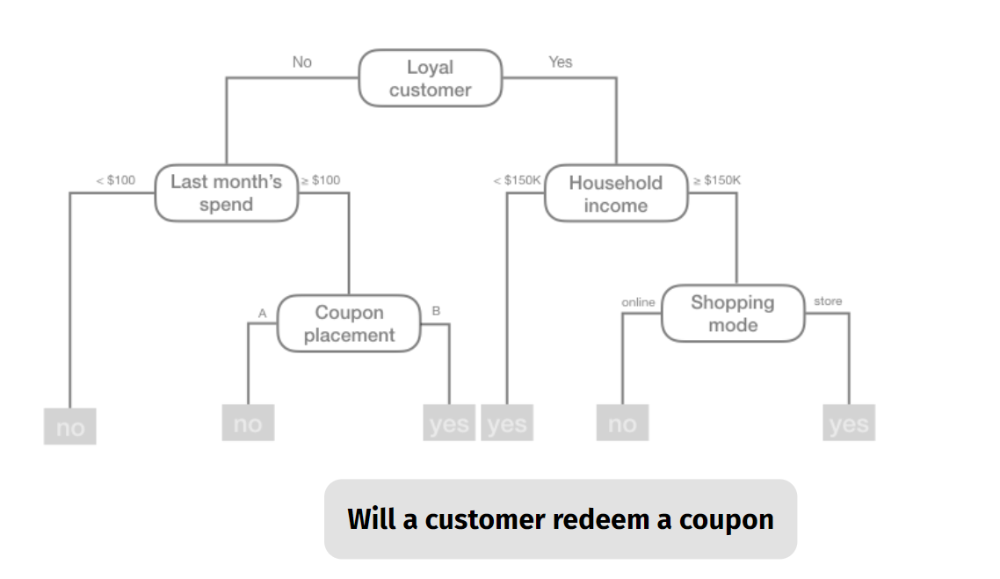 No
Loyal
customer
Yes
< $100
Last month's
spend
≥ $100
< $150K
Household
income
≥ $150K
A
Coupon
placement
B
online
Shopping
mode
store
no
no
yes
yes
no
yes
Will a customer redeem a coupon